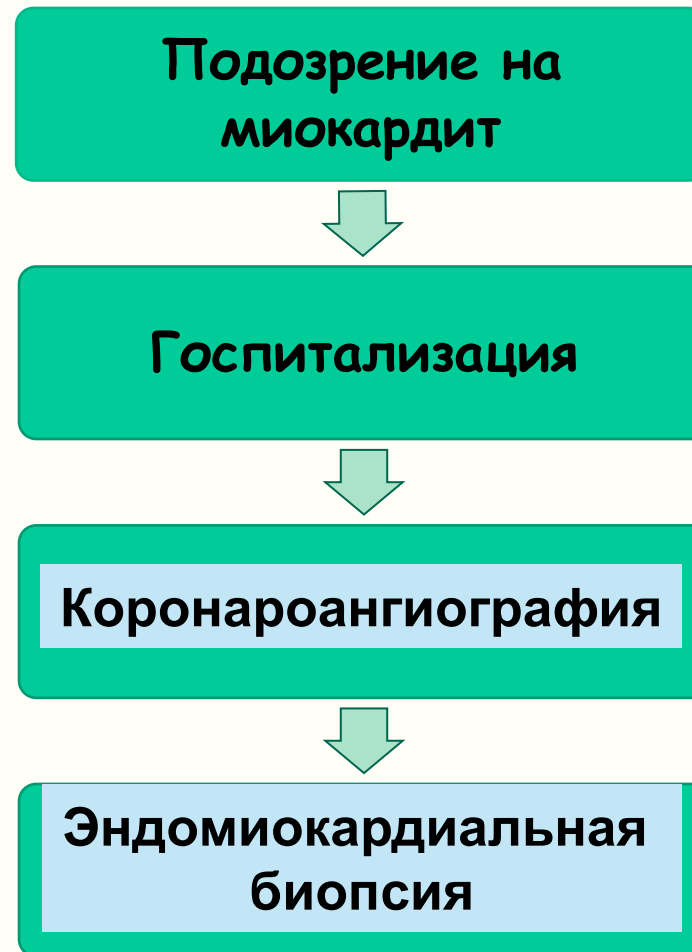 Подозрение на
миокардит
Госпитализация
Коронароангиография
Эндомиокардиальная
биопсия